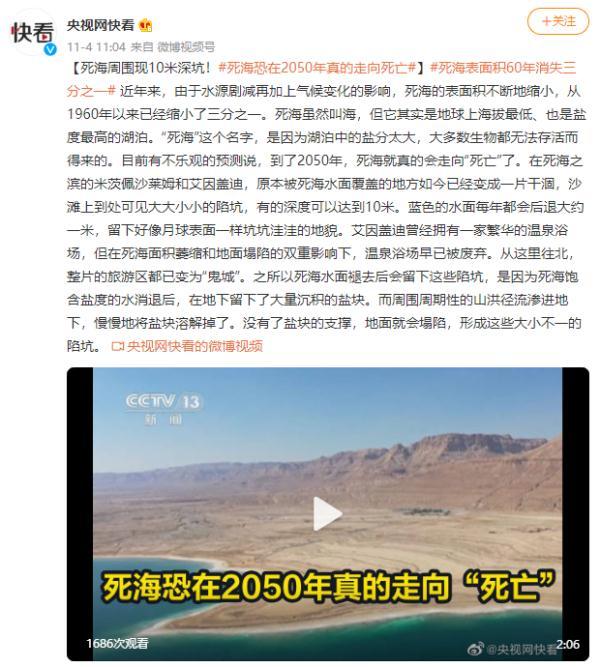 快看
央视网快看
+关注
11-4 11:04 来自 微博视频号
【死海周围现10米深坑！#死海恐在2050年真的走向死亡#】#死海表面积60年消失三
分之一# 近年来，由于水源剧减再加上气候变化的影响，死海的表面积不断地缩小，从
1960年以来已经缩小了三分之一。死海虽然叫海，但它其实是地球上海拔最低、也是盐
度最高的湖泊。“死海”这个名字，是因为湖泊中的盐分太大，大多数生物都无法存活而
得来的。目前有不乐观的预测说，到了2050年，死海就真的会走向“死亡”了。在死海之
滨的米茨佩沙莱姆和艾因盖迪，原本被死海水面覆盖的地方如今已经变成一片干涸，沙
滩上到处可见大大小小的陷坑，有的深度可以达到10米。蓝色的水面每年都会后退大约
一米，留下好像月球表面一样坑坑洼洼的地貌。艾因盖迪曾经拥有一家繁华的温泉浴
场，但在死海面积萎缩和地面塌陷的双重影响下，温泉浴场早已被废弃。从这里往北，
整片的旅游区都已变为“鬼城”。之所以死海水面褪去后会留下这些陷坑，是因为死海饱
含盐度的水消退后，在地下留下了大量沉积的盐块。而周围周期性的山洪径流渗进地
下，慢慢地将盐块溶解掉了。没有了盐块的支撑，地面就会塌陷，形成这些大小不一的
陷坑。 央视网快看的微博视频
CCTV 13
新闻
死海恐在2050年真的走向“死亡”
1686次观看
@央视网快看
2:06